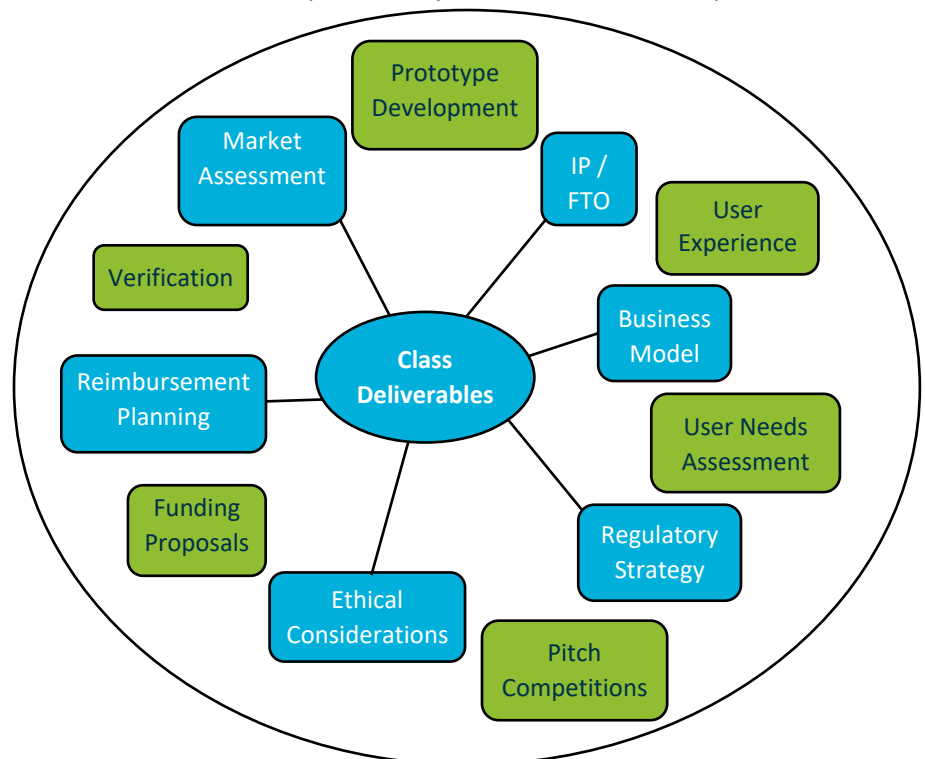 Prototype
Development
Market
Assessment
IP /
FTO
User
Experience
Verification
Business
Model
Class
Deliverables
Reimbursement
Planning
User Needs
Assessment
Funding
Proposals
Regulatory
Strategy
Ethical
Considerations
Pitch
Competitions